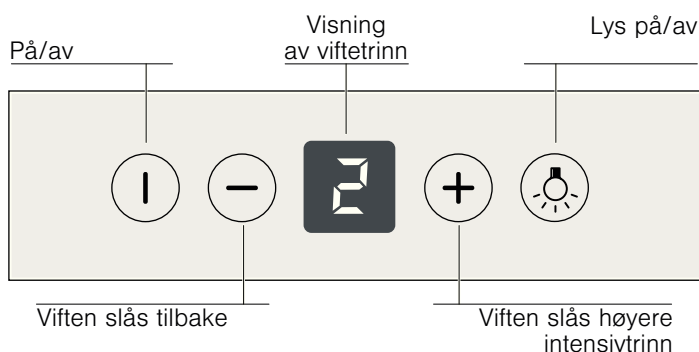 På/av
Visning
av viftetrinn
Lys på/av
2
Viften slås tilbake
Viften slås høyere
intensivtrinn